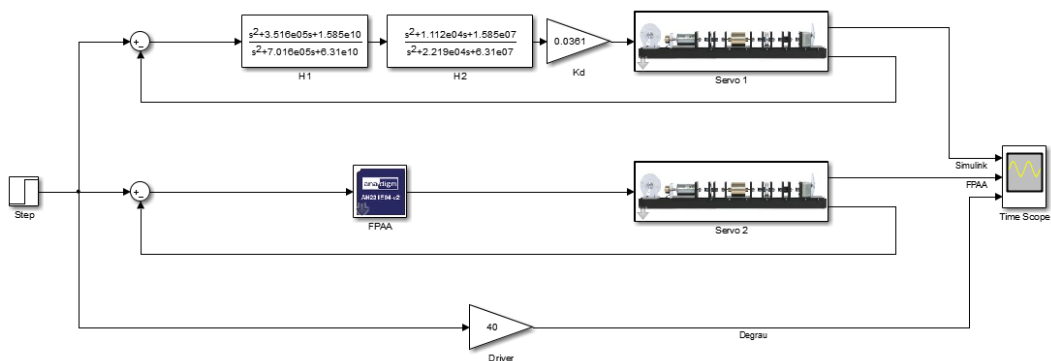 s²+3.516e05s+1.585e10
s²+7.016e05s+6.31e10
H1
s²+1.112e04s+1.585e07
s²+2.219e04s+6.31e07
H2
0.0361
Kd
Servo 1
Step
anadigm
FPAA
Servo 2
Simulink
FPAA
Time Scope
40
Driver
Degrau